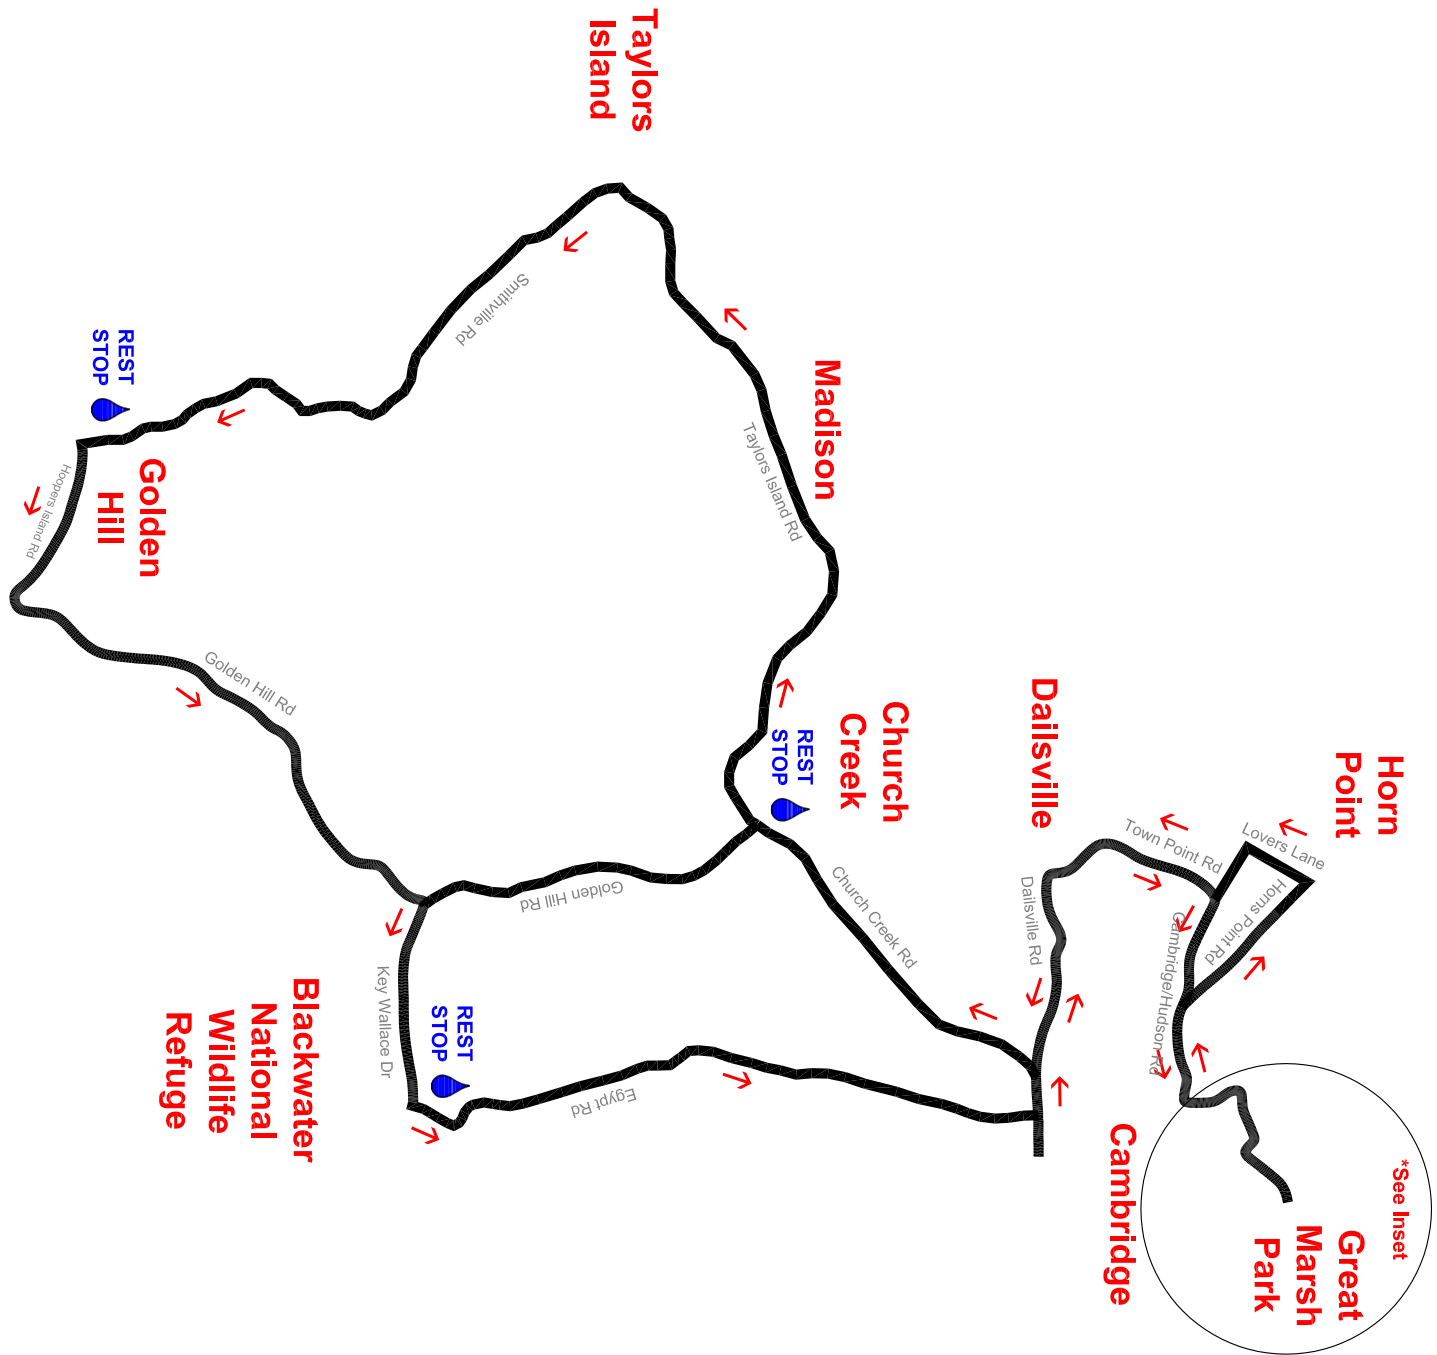 *See Inset
Great
Marsh
Park
Horn
Point
Lovers Lane
Horns Point Rd
Town Point Rd
Cambridge/Hudson Rd
Cambridge
Dailsville
Dailsville Rd
Church
Creek
REST
STOP
Church Creek Rd
Madison
Taylors Island Rd
Taylors
Island
Smithville Rd
Golden Hill Rd
Egypt Rd
REST
STOP
Key Wallace Dr
Blackwater
National
Wildlife
Refuge
Golden Hill Rd
Golden
Hill
REST
STOP
Hoopers Island Rd